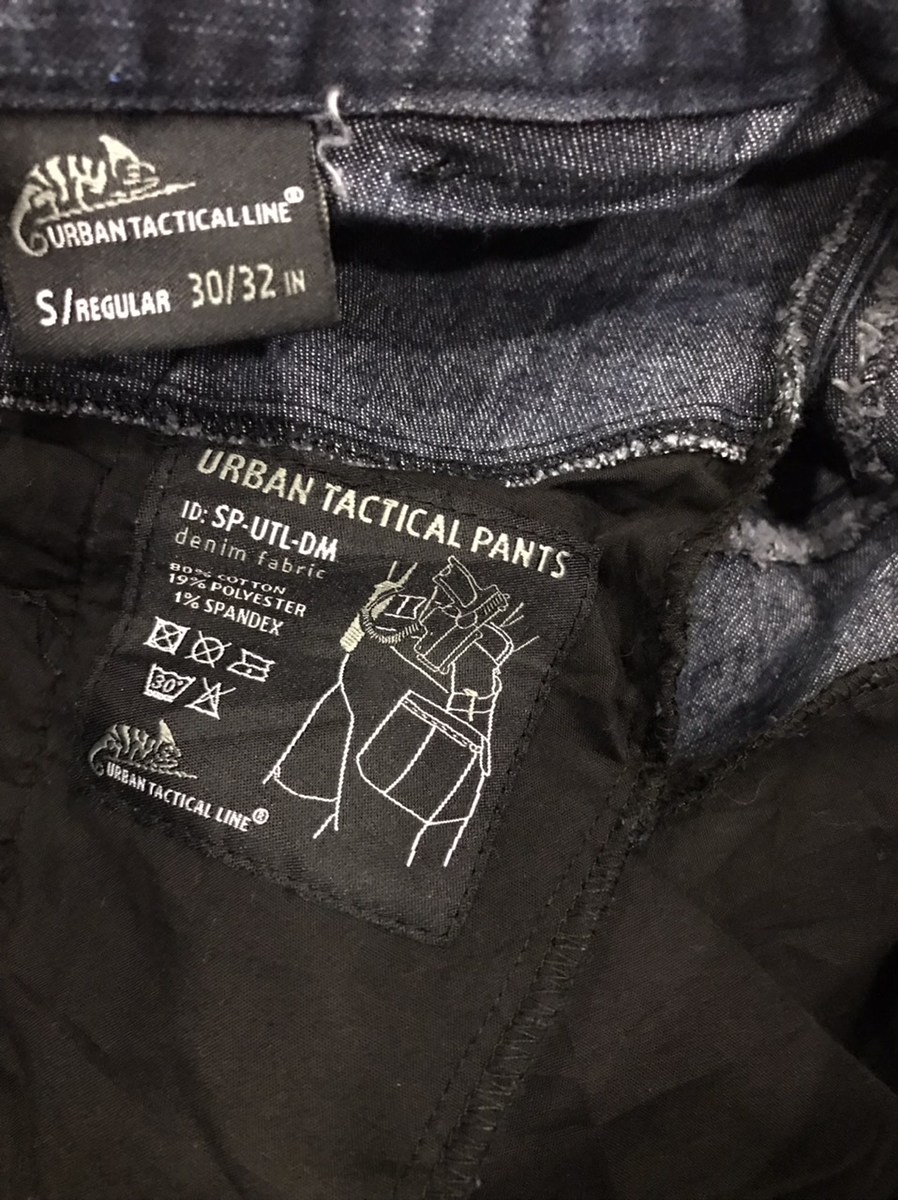 URBAN TACTICAL LINE®
S/REGULAR 30/32 IN
URBAN TACTICAL PANTS
ID: SP-UTL-DM
denim fabric
80% COTTON
19% POLYESTER
1% SPANDEX
30°
URBAN TACTICAL LINE®